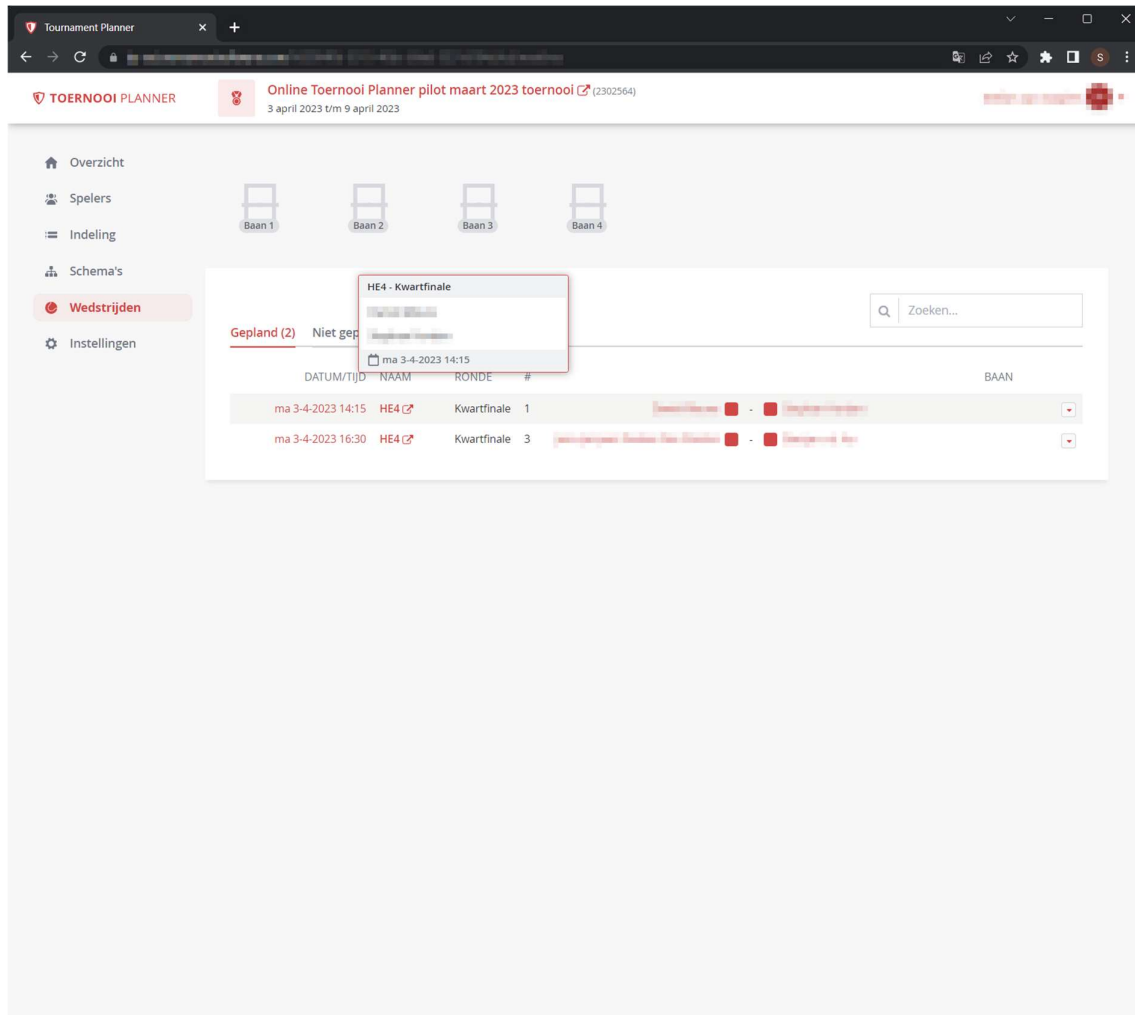 Tournament Planner
S
TOERNOOI PLANNER
Online Toernooi Planner pilot maart 2023 toernooi (2302564)
3 april 2023 t/m 9 april 2023
Overzicht
Spelers
Indeling
Schema's
Wedstrijden
Instellingen
Baan 1 Baan 2 Baan 3 Baan 4
HE4 - Kwartfinale
ma 3-4-2023 14:15
Zoeken...
Gepland (2) Niet gep
DATUM/TIJD NAAM RONDE # BAAN
ma 3-4-2023 14:15 HE4 Kwartfinale 1 -
ma 3-4-2023 16:30 HE4 Kwartfinale 3 -